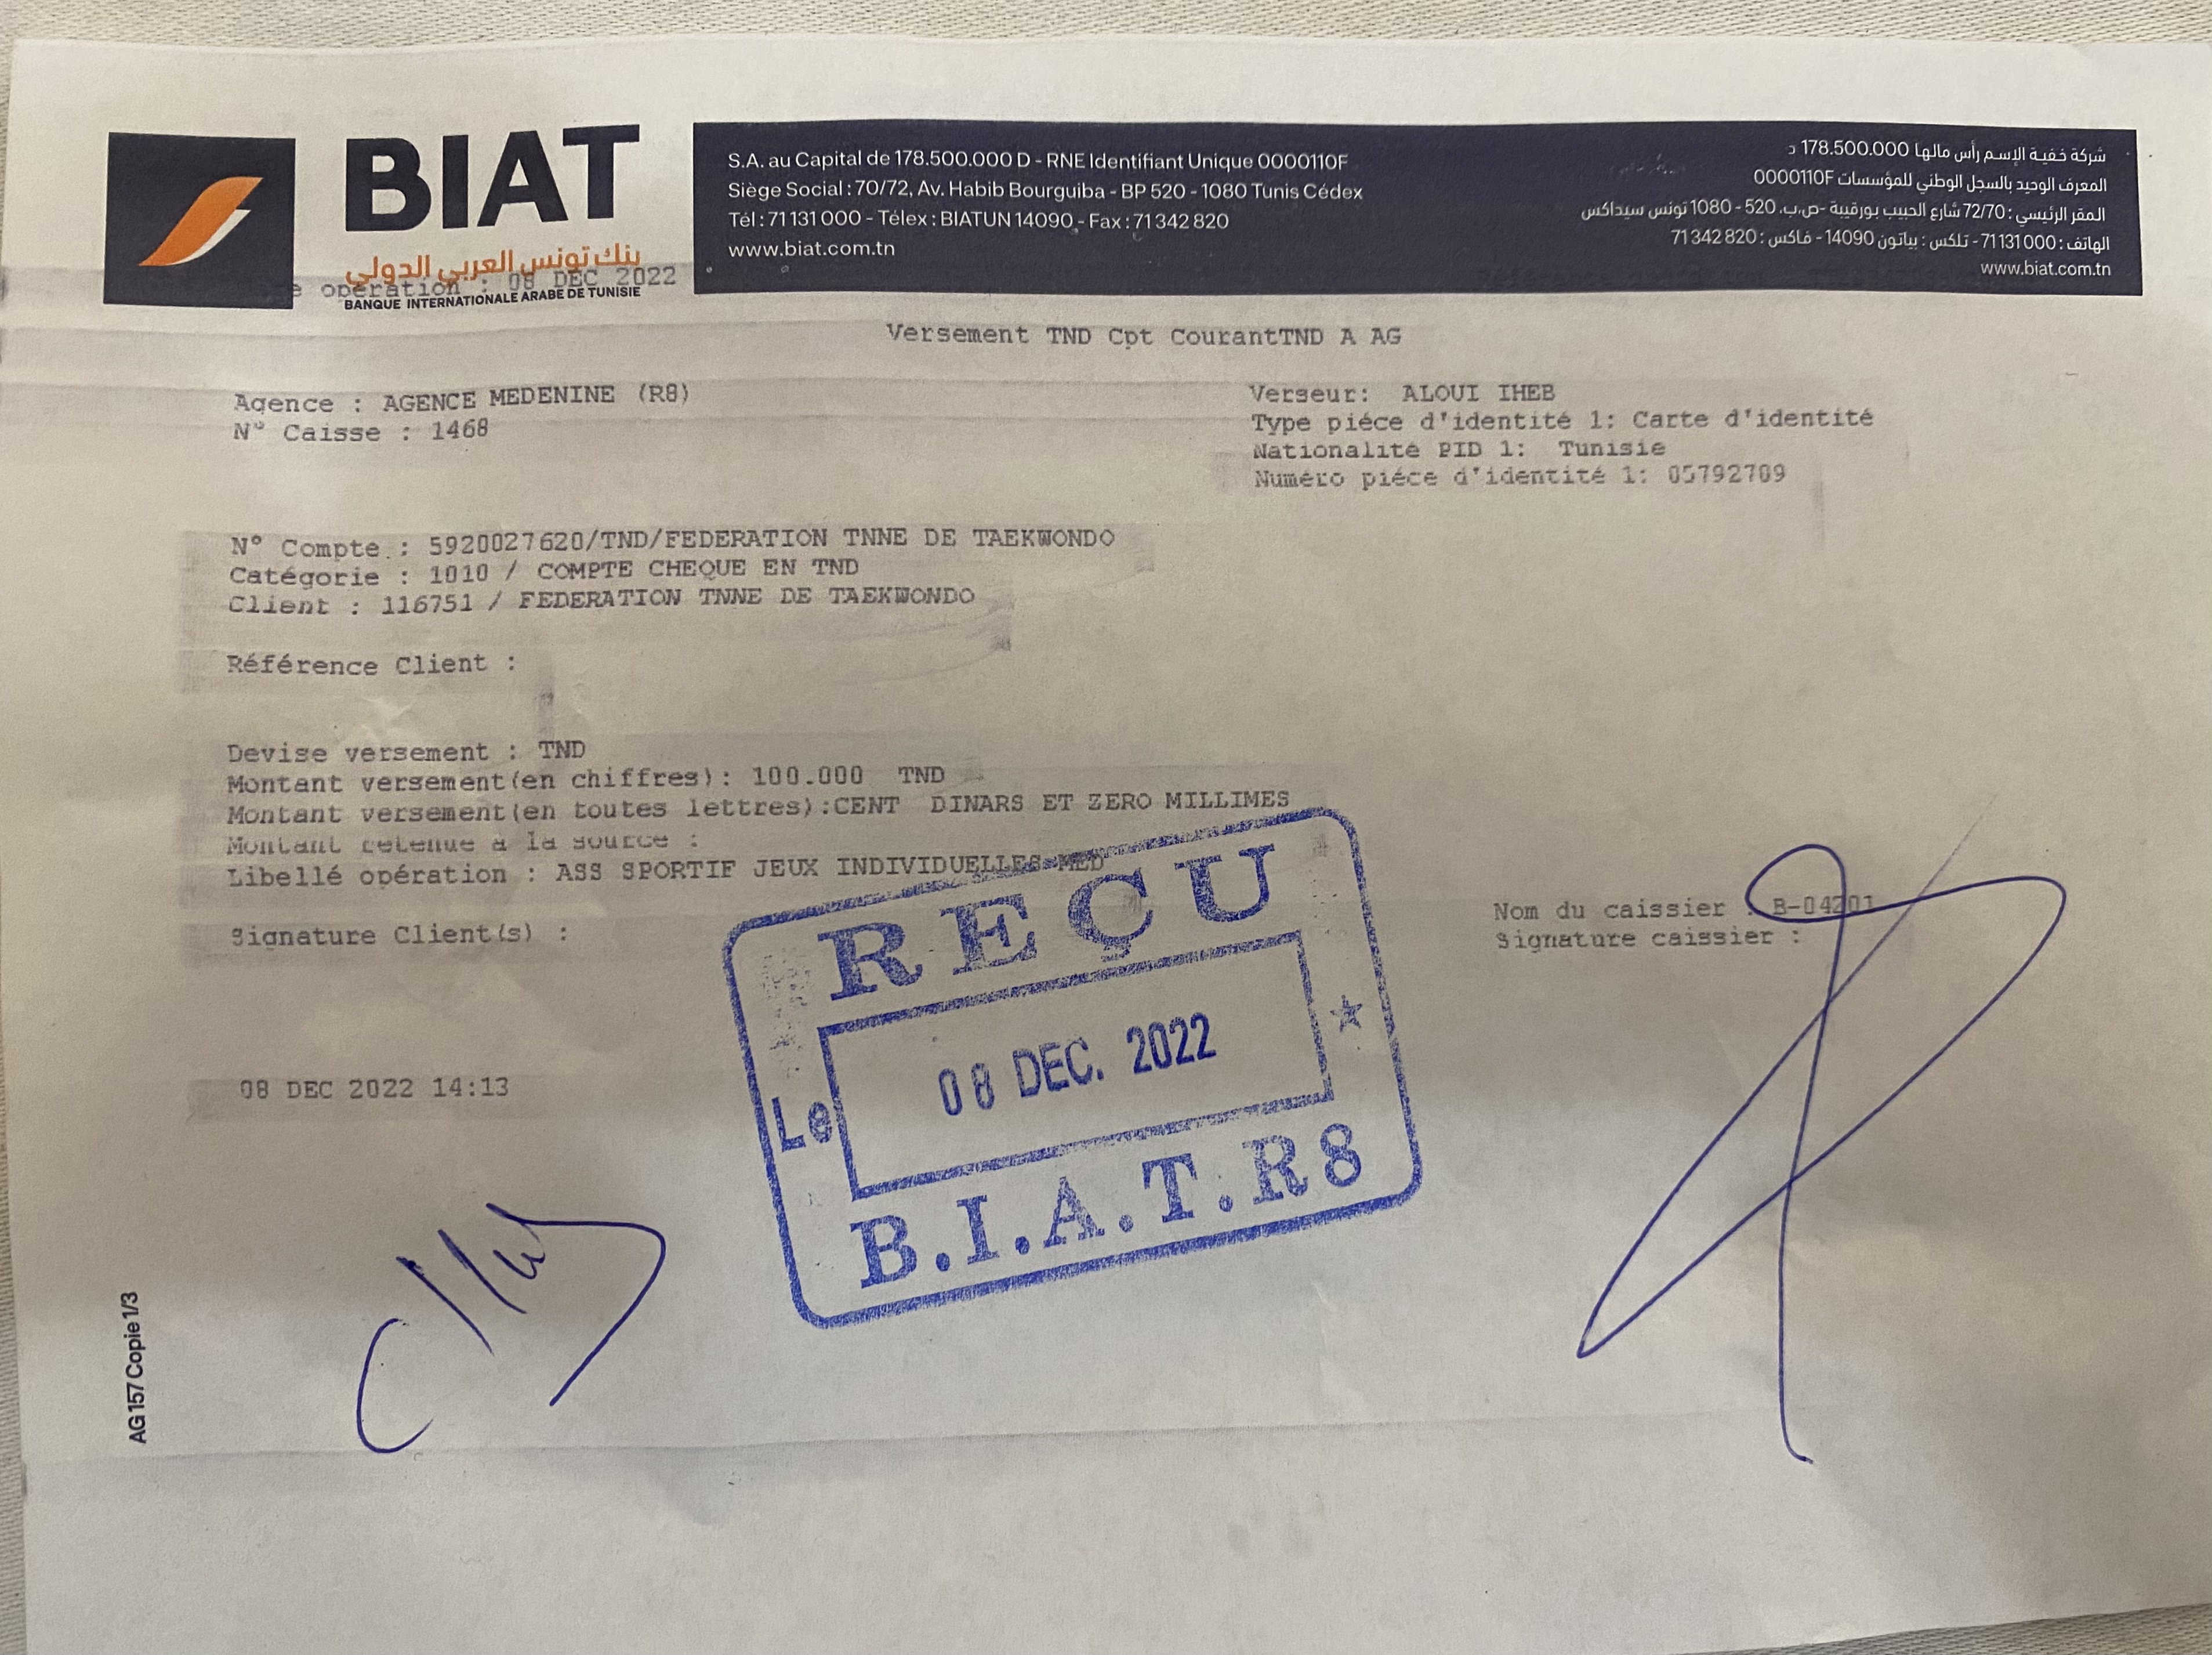 BIAT
بنك تونس العربي الدولي
BANQUE INTERNATIONALE ARABE DE TUNISIE
S.A. au Capital de 178.500.000 D - RNE Identifiant Unique 0000110F
Siège Social : 70/72, Av. Habib Bourguiba - BP 520 - 1080 Tunis Cédex
Tél : 71 131 000 - Télex : BIATUN 14090 - Fax : 71 342 820
www.biat.com.tn
شركة خفية الإسم رأس مالها 178.500.000 د
المعرف الوحيد بالسجل الوطني للمؤسسات 0000110F
المقر الرئيسي : 72/70 شارع الحبيب بورقيبة -ص.ب. 520 - 1080 تونس سيداكس
الهاتف : 71131 000 - تلكس : بياتون 14090 - فاكس : 71 342 820
www.biat.com.tn
opération : 08 DEC 2022
Versement TND Cpt CourantTND A AG
Agence : AGENCE MEDENINE (R8)
N° Caisse : 1468
Verseur: ALOUI IHEB
Type piéce d'identité 1: Carte d'identité
Nationalité PID 1: Tunisie
Numéro piéce d'identité 1: 05792709
N° Compte : 5920027620/TND/FEDERATION TNNE DE TAEKWONDO
Catégorie : 1010 / COMPTE CHEQUE EN TND
Client : 116751 / FEDERATION TNNE DE TAEKWONDO
Référence Client :
Devise versement : TND
Montant versement(en chiffres): 100.000 TND
Montant versement(en toutes lettres):CENT DINARS ET ZERO MILLIMES
Montant retenue à la source :
Libellé opération : ASS SPORTIF JEUX INDIVIDUELLES MED
Signature Client(s) :
Nom du caissier : B-04201
Signature caissier :
REÇU
Le 08 DEC. 2022
B.I.A.T.R8
08 DEC 2022 14:13
AG 157 Copie 1/3